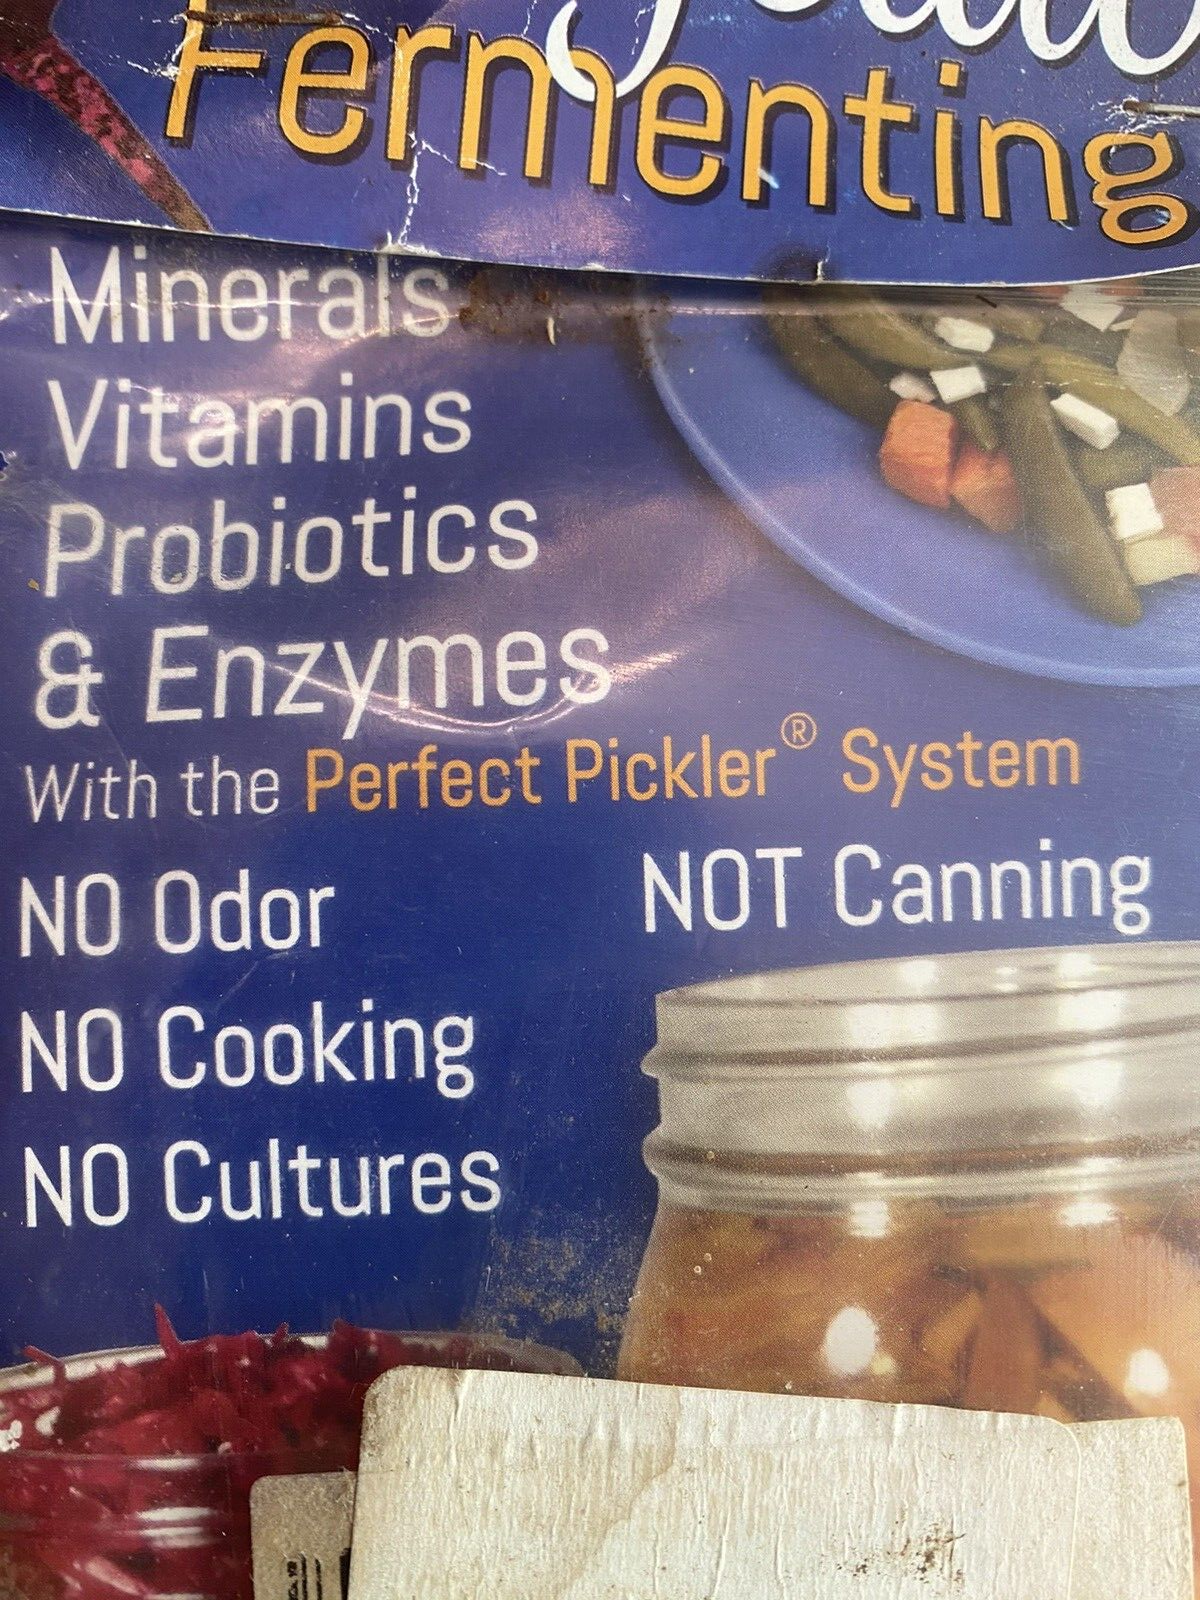 Fermenting
Minerals
Vitamins
Probiotics
& Enzymes
With the Perfect Pickler® System
NO Odor
NOT Canning
NO Cooking
NO Cultures